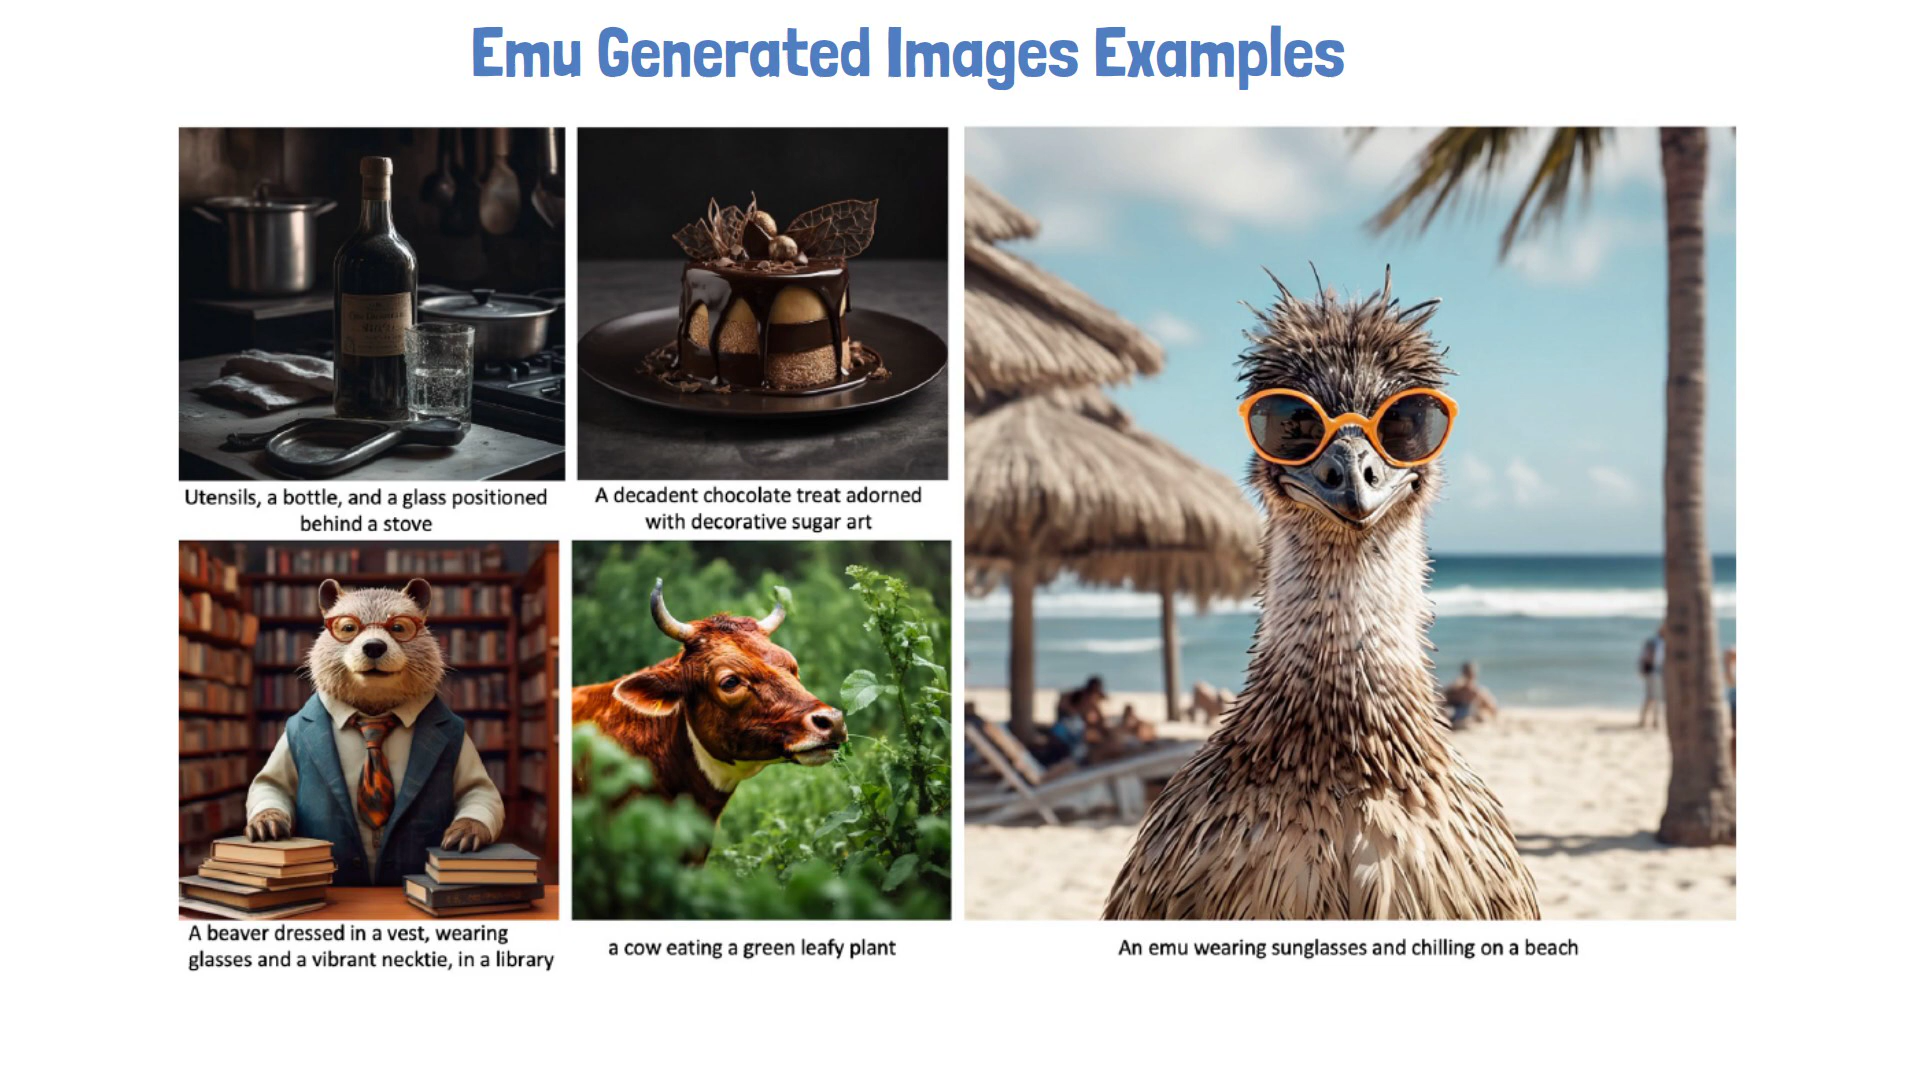 Emu Generated Images Examples
Utensils, a bottle, and a glass positioned
behind a stove
A decadent chocolate treat adorned
with decorative sugar art
A beaver dressed in a vest, wearing
glasses and a vibrant necktie, in a library
a cow eating a green leafy plant
An emu wearing sunglasses and chilling on a beach